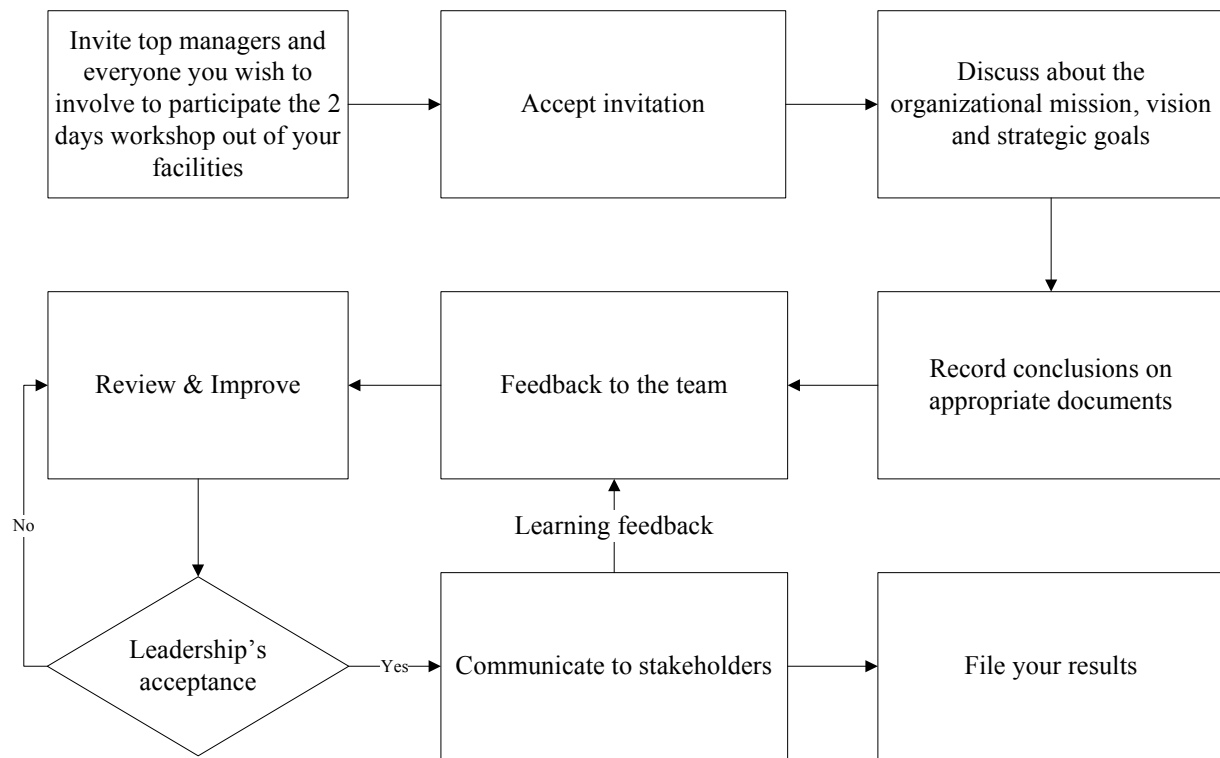 Invite top managers and
everyone you wish to
involve to participate the 2
days workshop out of your
facilities
Accept invitation
Discuss about the
organizational mission, vision
and strategic goals
Review & Improve
Feedback to the team
Record conclusions on
appropriate documents
No
Learning feedback
Leadership’s
acceptance
Yes
Communicate to stakeholders
File your results